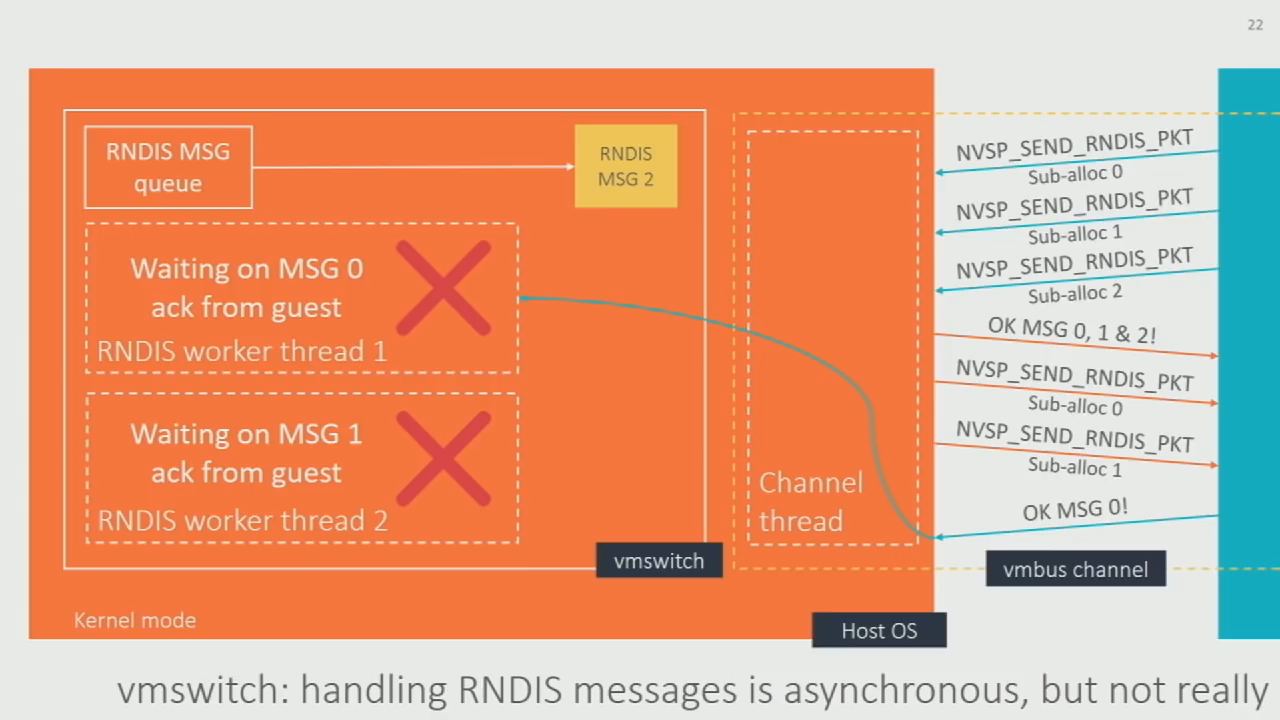 22
RNDIS MSG
queue
RNDIS
MSG 2
Waiting on MSG 0
ack from guest
RNDIS worker thread 1
Waiting on MSG 1
ack from guest
RNDIS worker thread 2
vmswitch
Kernel mode
Channel
thread
Host OS
NVSP_SEND_RNDIS_PKT
Sub-alloc 0
NVSP_SEND_RNDIS_PKT
Sub-alloc 1
NVSP_SEND_RNDIS_PKT
Sub-alloc 2
OK MSG 0, 1 & 2!
NVSP_SEND_RNDIS_PKT
Sub-alloc 0
NVSP_SEND_RNDIS_PKT
Sub-alloc 1
OK MSG 0!
vmbus channel
vmswitch: handling RNDIS messages is asynchronous, but not really